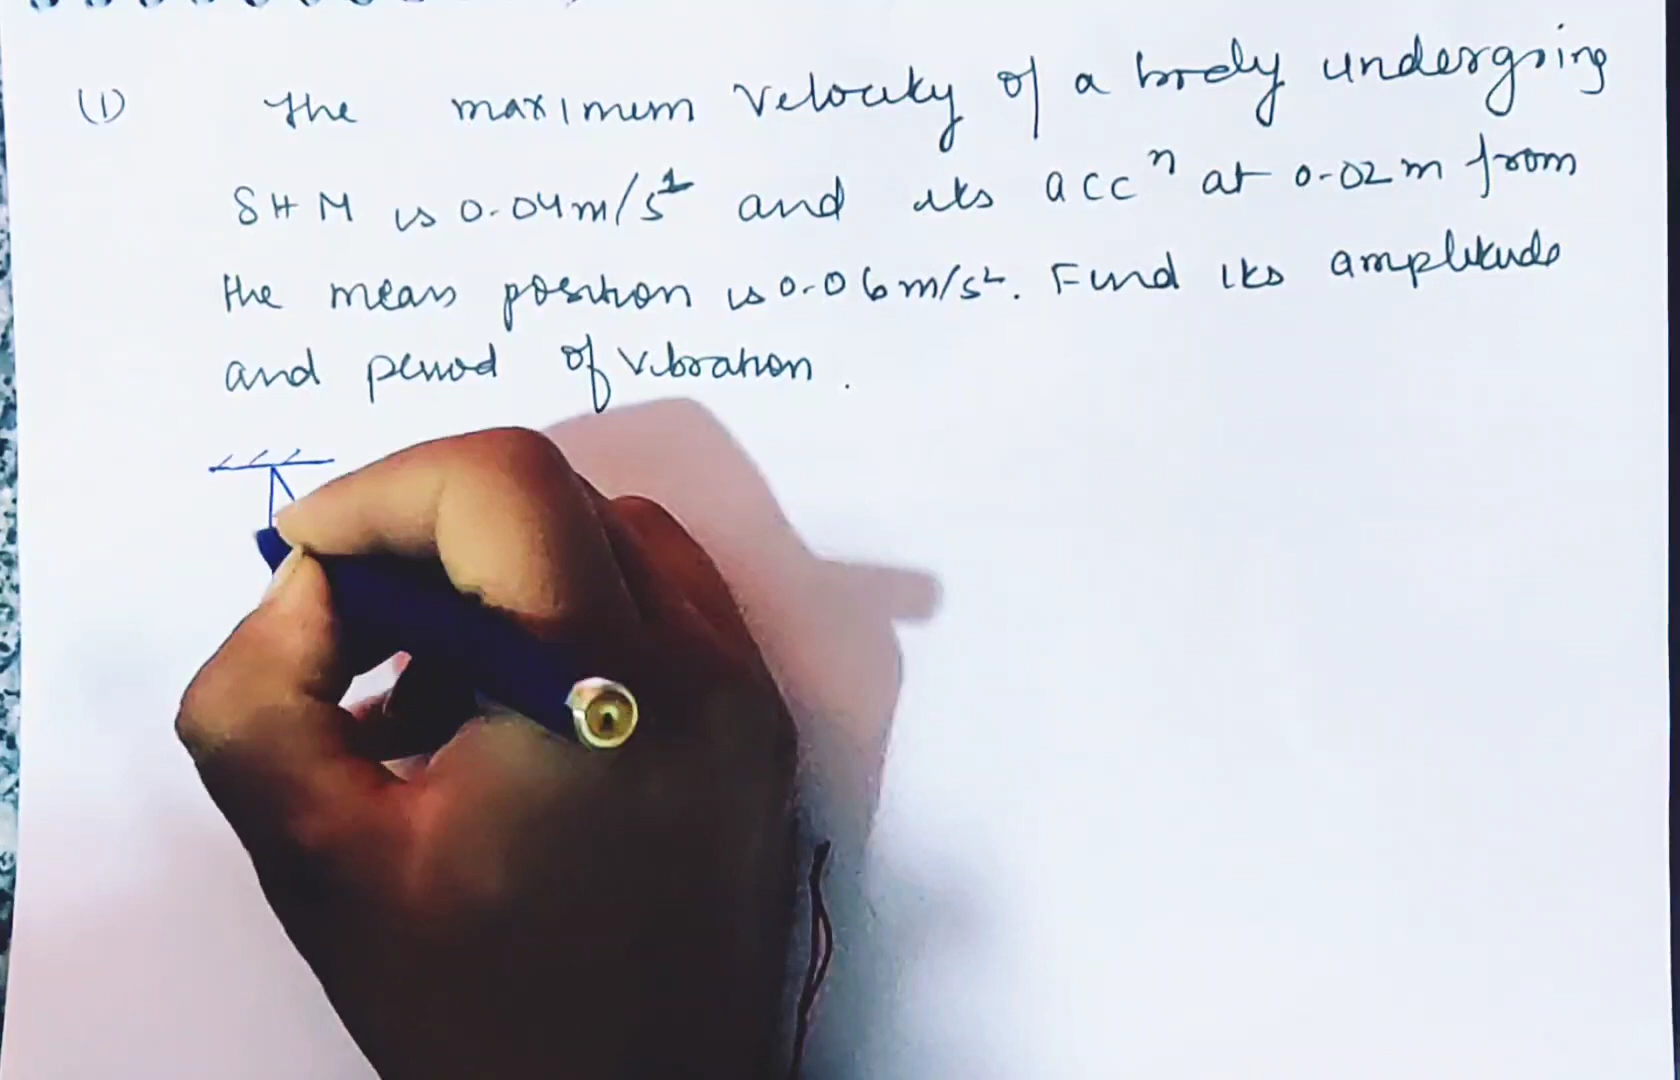 (1) The maximum velocity of a body undergoing
SHM is 0.04m/s¹ and its accⁿ at 0.02m from
the mean position is 0.06m/s². Find its amplitude
and period of vibration.